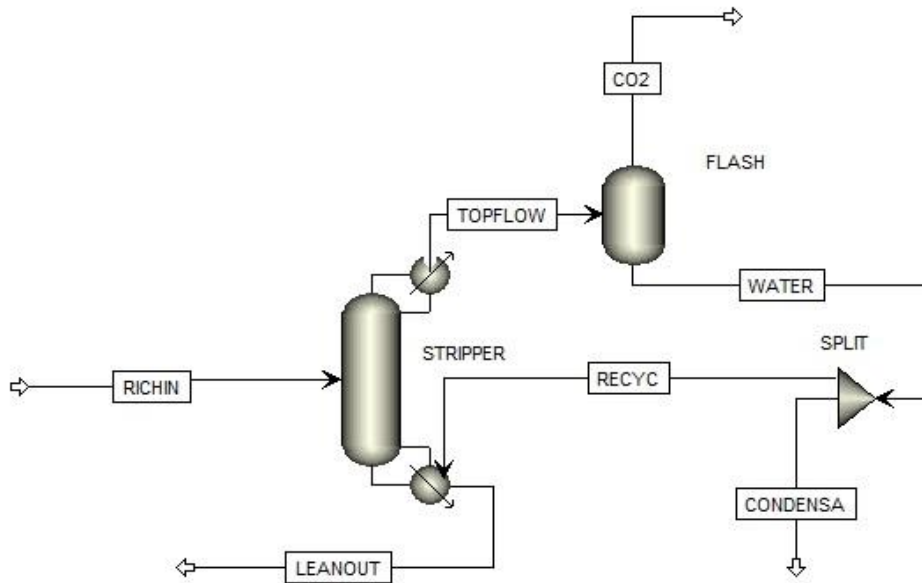 CO2
FLASH
TOPFLOW
WATER
SPLIT
STRIPPER
RECYC
RICHIN
CONDENSA
LEANOUT